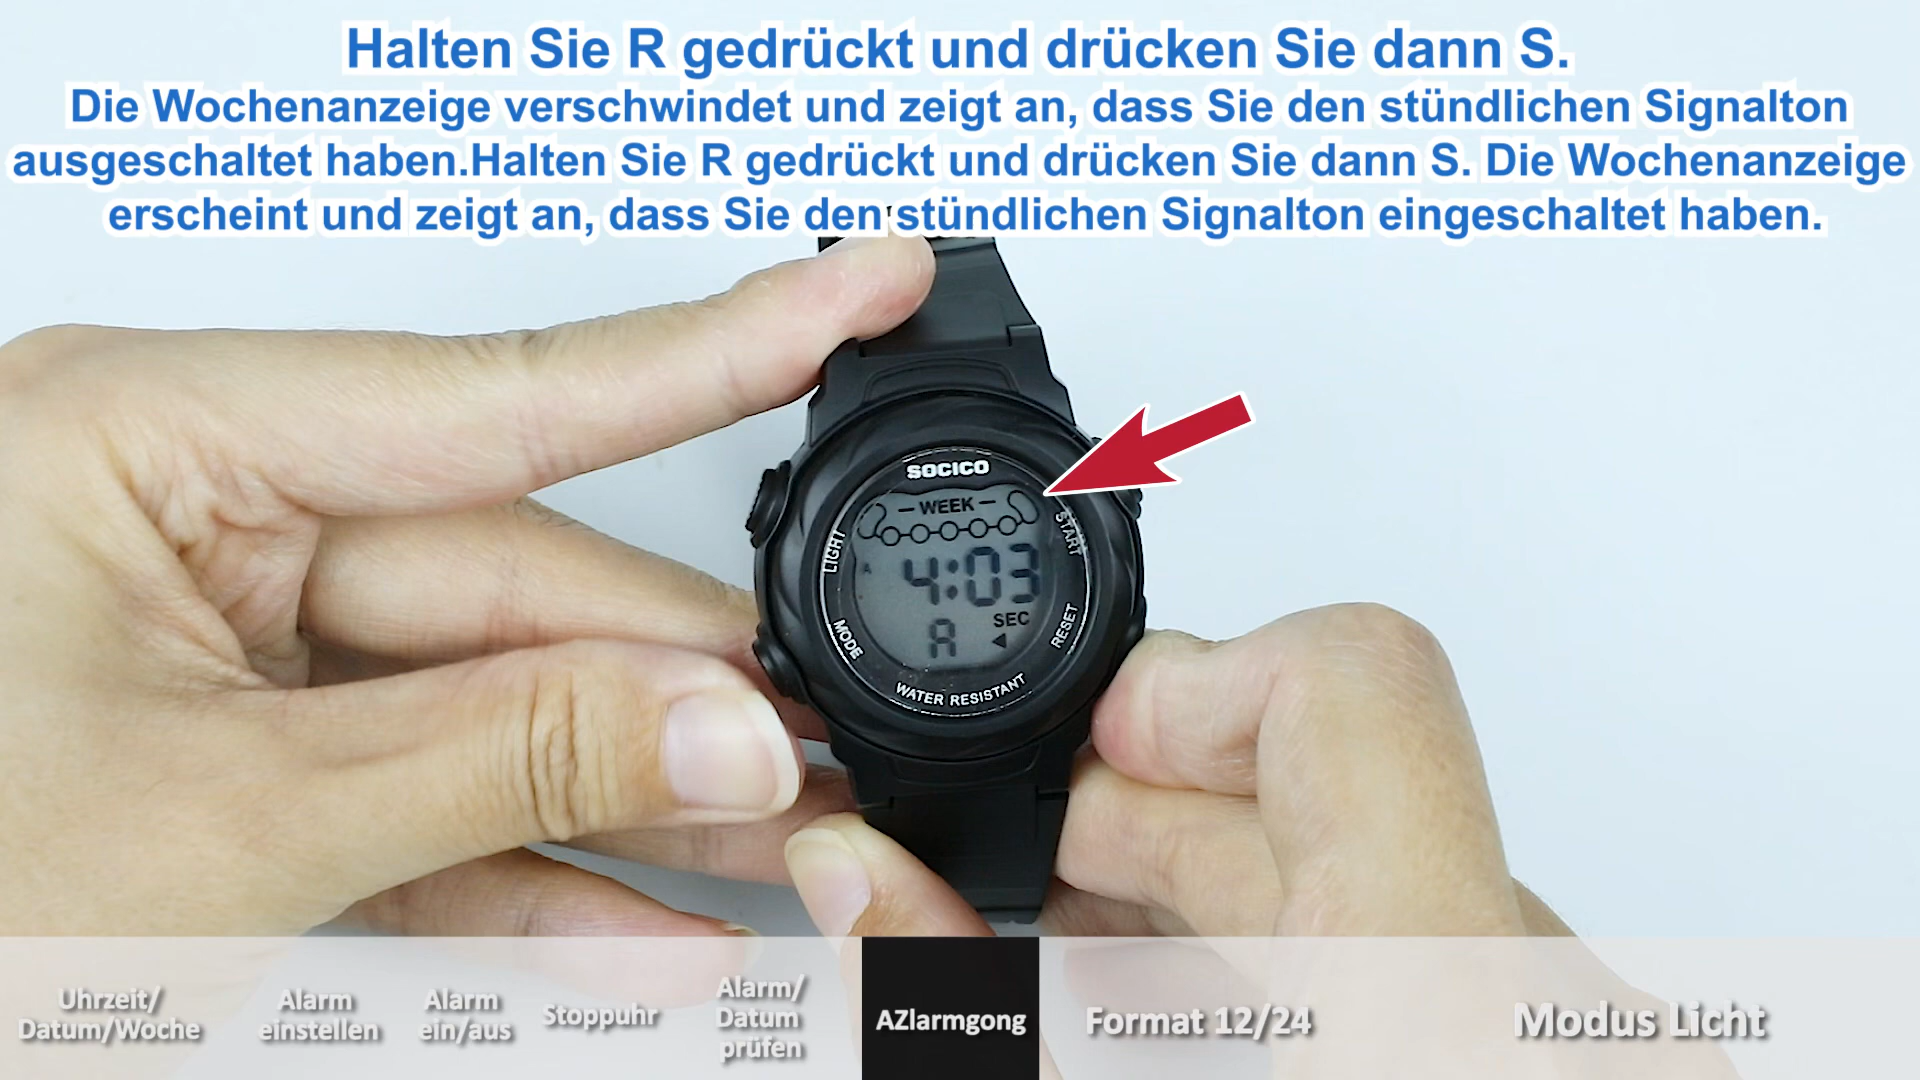 Halten Sie R gedrückt und drücken Sie dann S.
Die Wochenanzeige verschwindet und zeigt an, dass Sie den stündlichen Signalton
ausgeschaltet haben.Halten Sie R gedrückt und drücken Sie dann S. Die Wochenanzeige
erscheint und zeigt an, dass Sie den stündlichen Signalton eingeschaltet haben.
SOCICO
— WEEK —
LIGHT
START
A 4:03
SEC
A
MODE
RESET
WATER RESISTANT
Uhrzeit/
Datum/Woche
Alarm
einstellen
Alarm
ein/aus
Stoppuhr
Alarm/
Datum
prüfen
AZlarmgong
Format 12/24
Modus Licht